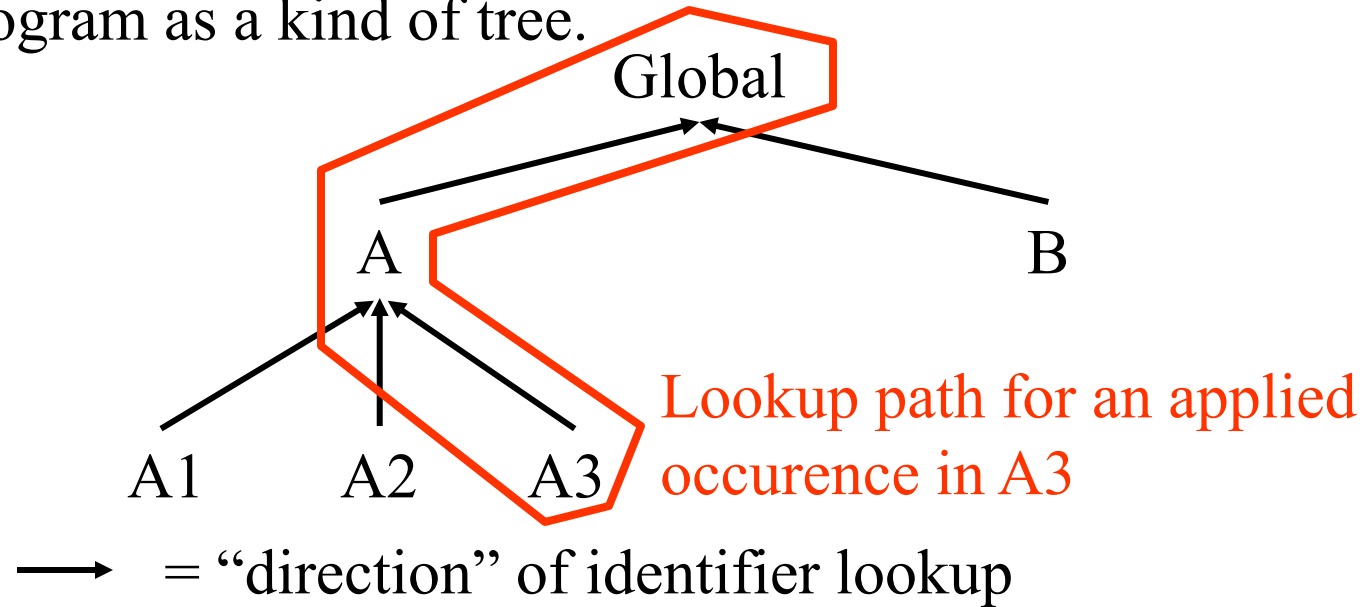 as a kind of tree.
Global
A B
Lookup path for an applied
A1 A2 A3 occurence in A3
= “direction” of identifier lookup